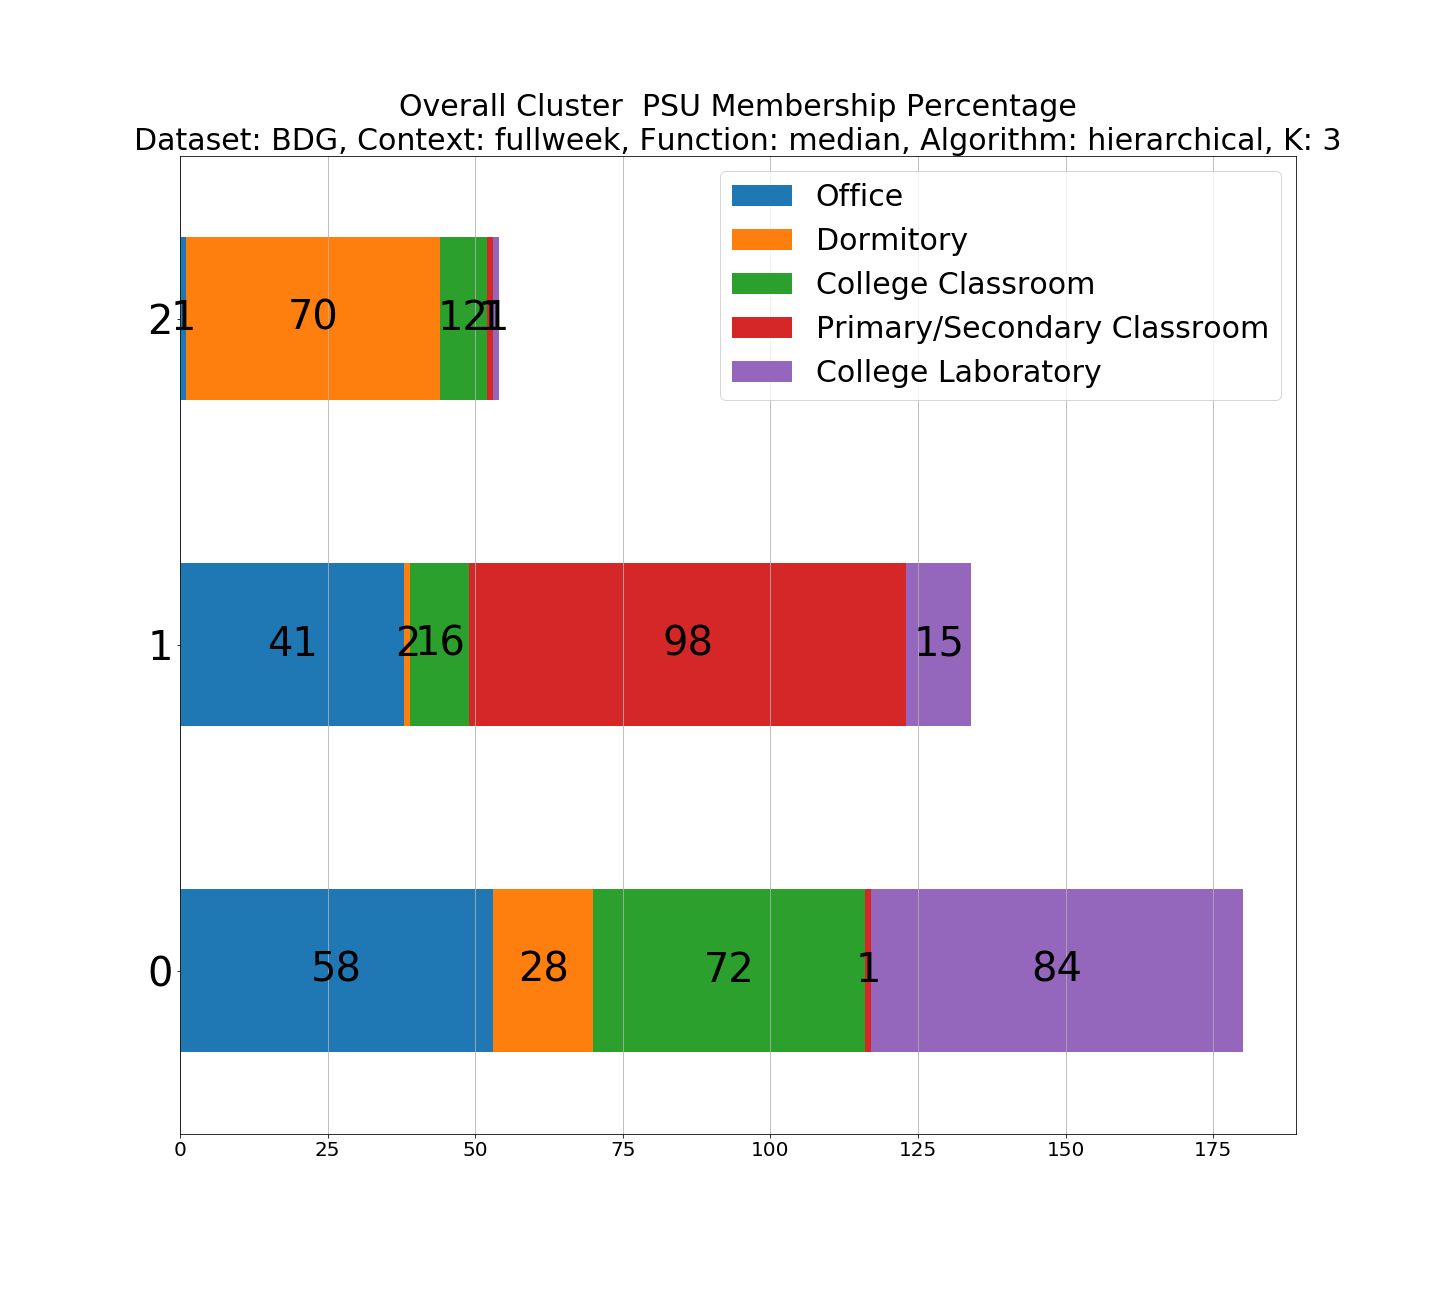 Overall Cluster  PSU Membership Percentage
Dataset: BDG, Context: fullweek, Function: median, Algorithm: hierarchical, K: 3
Office
Dormitory
College Classroom
Primary/Secondary Classroom
College Laboratory
2 1 70 12 1 1
1 41 2 16 98 15
0 58 28 72 1 84
0 25 50 75 100 125 150 175